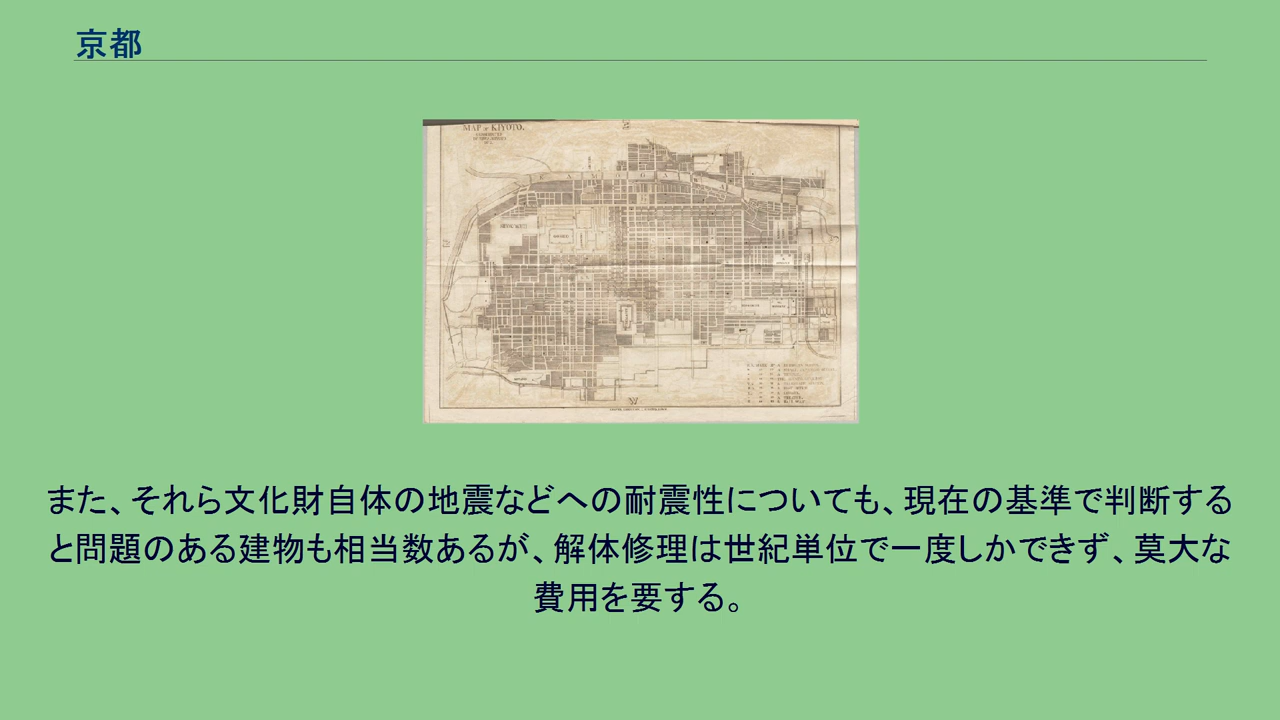 京都
MAP of KIYOTO.
また、それら文化財自体の地震などへの耐震性についても、現在の基準で判断する
と問題のある建物も相当数あるが、解体修理は世紀単位で一度しかできず、莫大な
費用を要する。